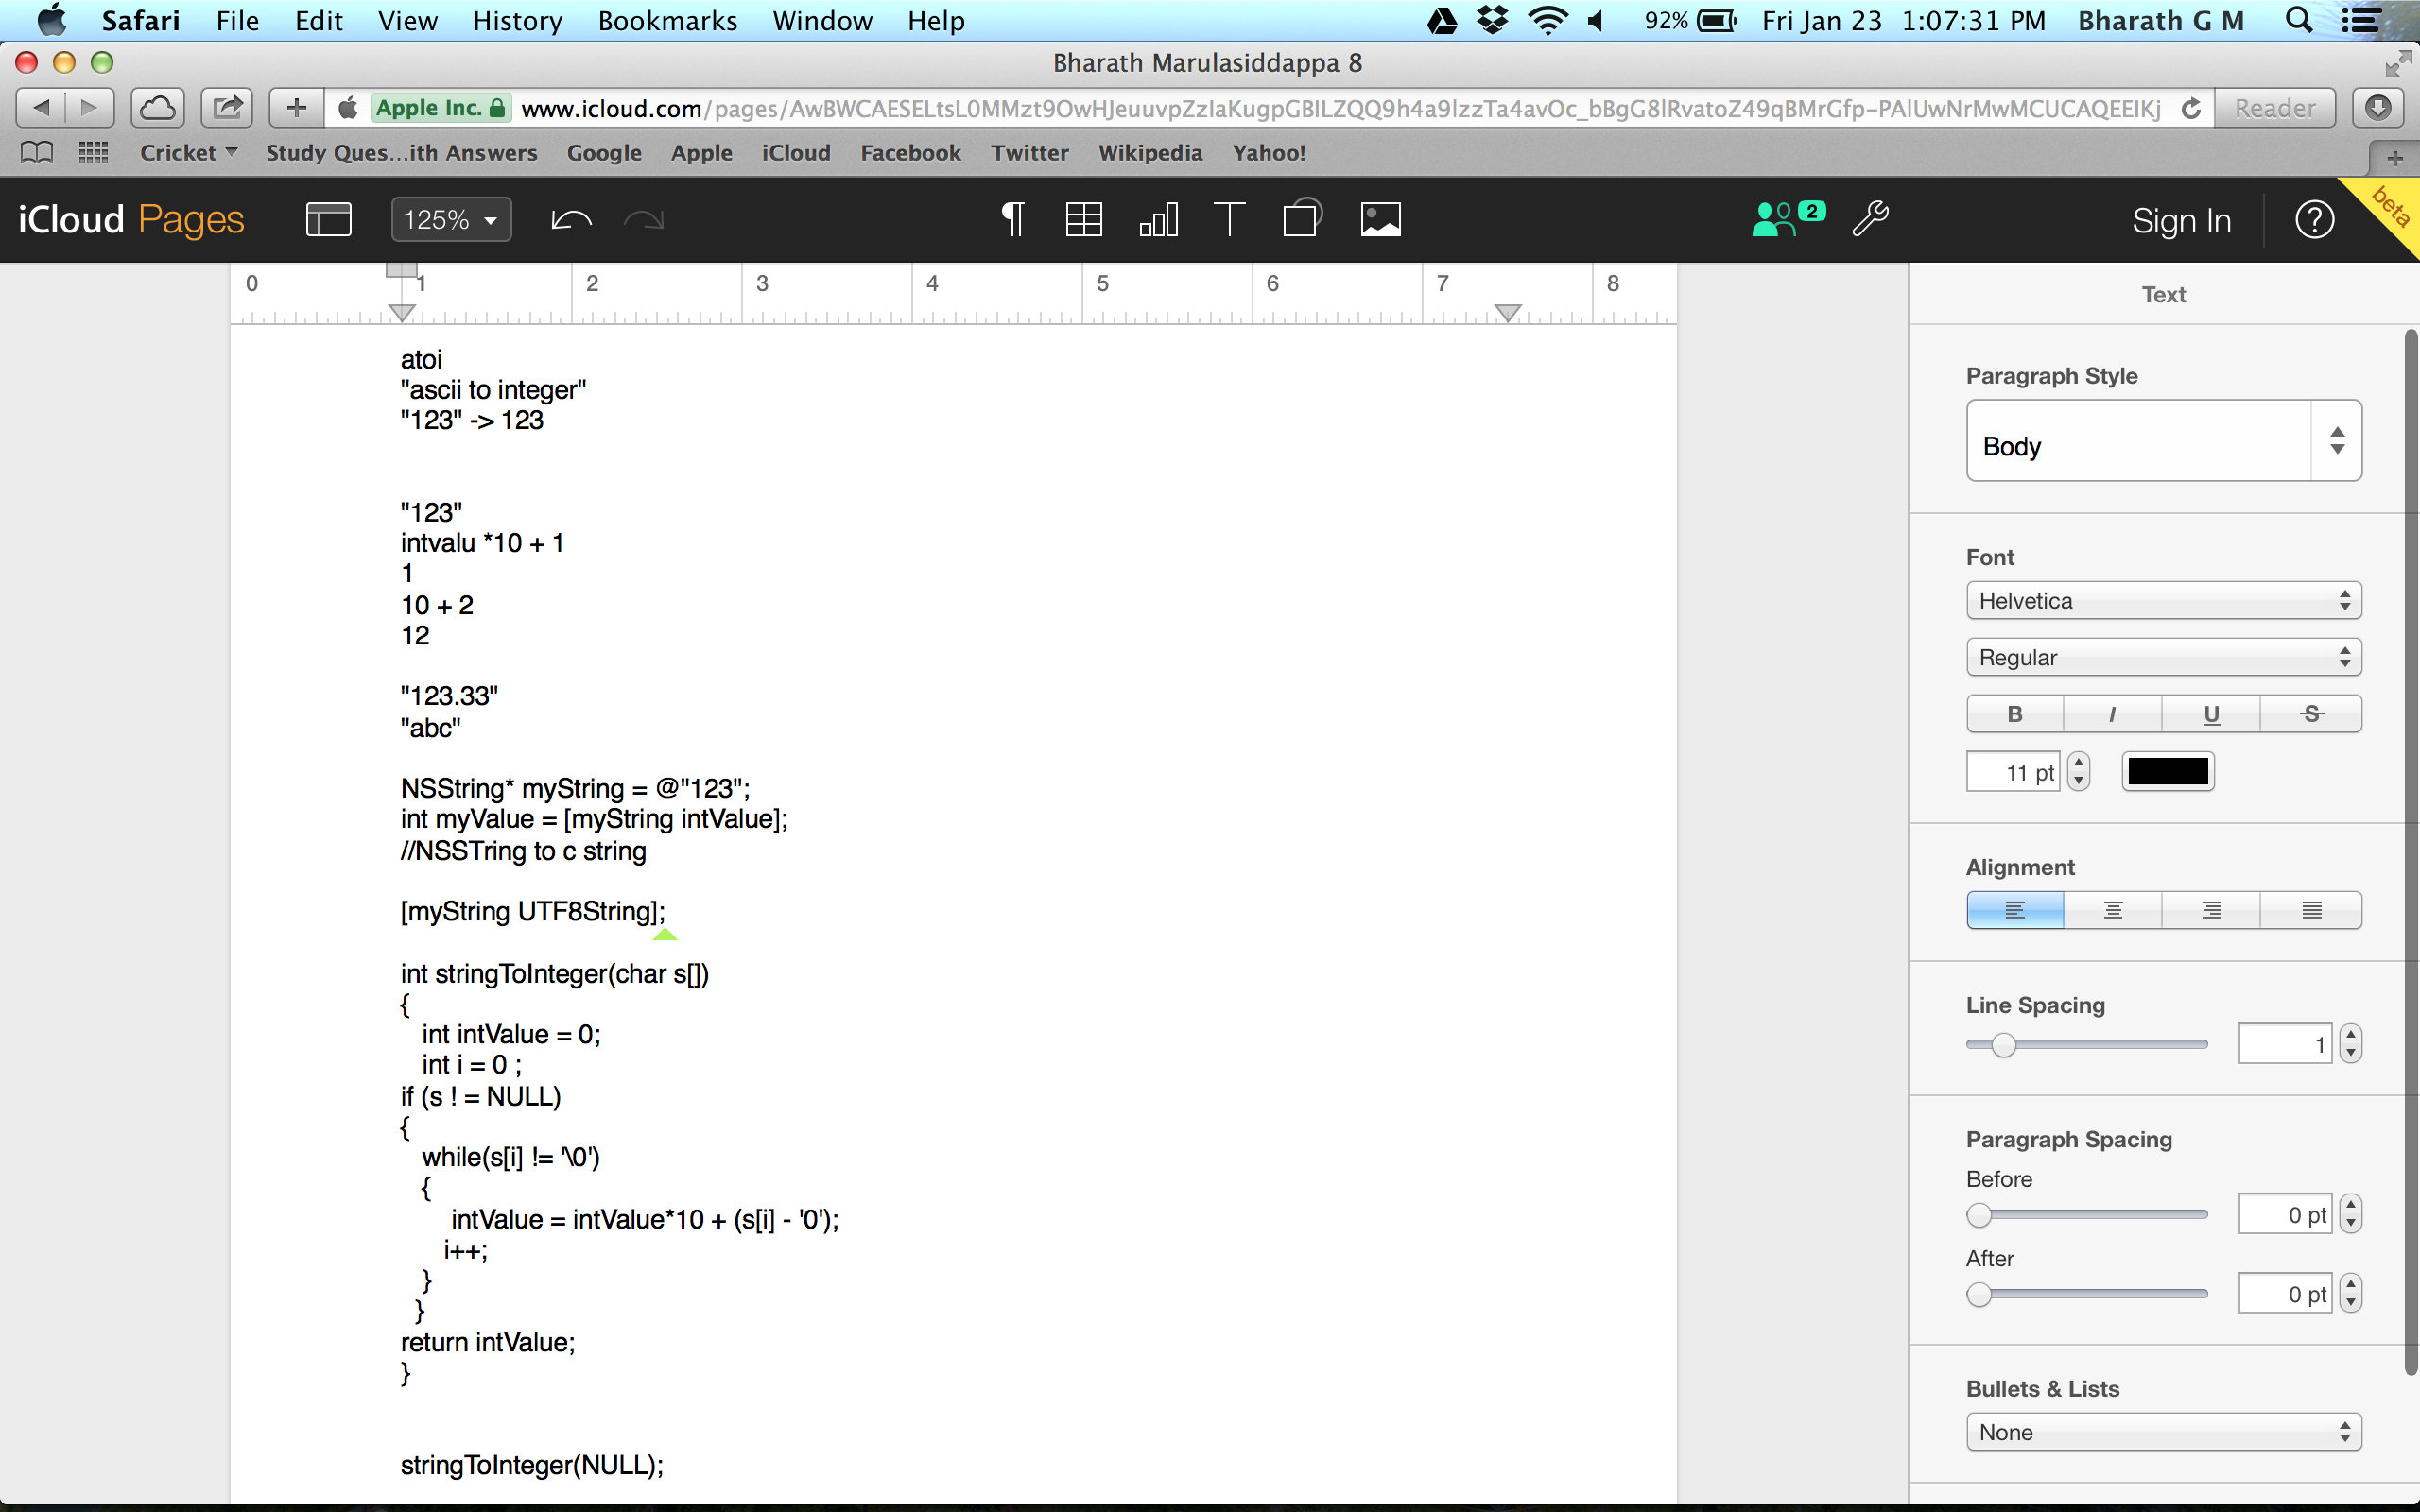 Safari File Edit View History Bookmarks Window Help 92% Fri Jan 23 1:07:31 PM Bharath G M
Bharath Marulasiddappa 8
Apple Inc. www.icloud.com/pages/ Reader
Cricket Study Ques...ith Answers Google Apple iCloud Facebook Twitter Wikipedia Yahoo!
iCloud Pages 125% 2 Sign In ? beta
0 1 2 3 4 5 6 7 8
atoi
"ascii to integer"
"123" -> 123
"123"
intvalu *10 + 1
1
10 + 2
12
"123.33"
"abc"
NSString* myString = @"123";
int myValue = [myString intValue];
//NSSTring to c string
[myString UTF8String];
int stringToInteger(char s[])
{
int intValue = 0;
int i = 0 ;
if (s ! = NULL)
{
while(s[i] != '\0')
{
intValue = intValue*10 + (s[i] - '0');
i++;
}
}
return intValue;
}
stringToInteger(NULL);
Text
Paragraph Style
Body
Font
Helvetica
Regular
B I U S
11 pt
Alignment
Line Spacing
1
Paragraph Spacing
Before
0 pt
After
0 pt
Bullets & Lists
None